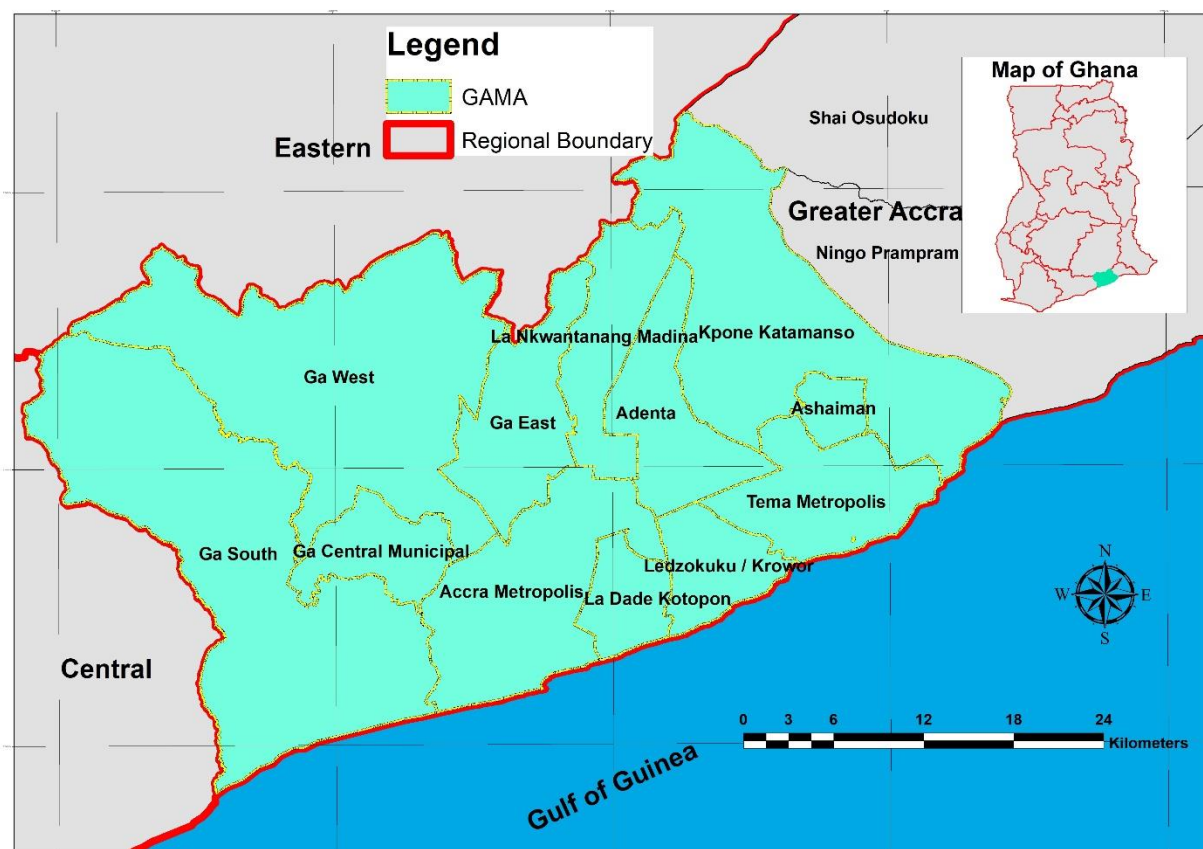 Legend
GAMA
Regional Boundary
Map of Ghana
Eastern
Shai Osudoku
Greater Accra
Ningo Prampram
La Nkwantanang Madina
Kpone Katamanso
Ga West
Ga East
Adenta
Ashaiman
Tema Metropolis
Ga South
Ga Central Municipal
Ledzokuku / Krowor
Accra Metropolis
La Dade Kotopon
Central
N
W
E
S
0 3 6 12 18 24
Kilometers
Gulf of Guinea